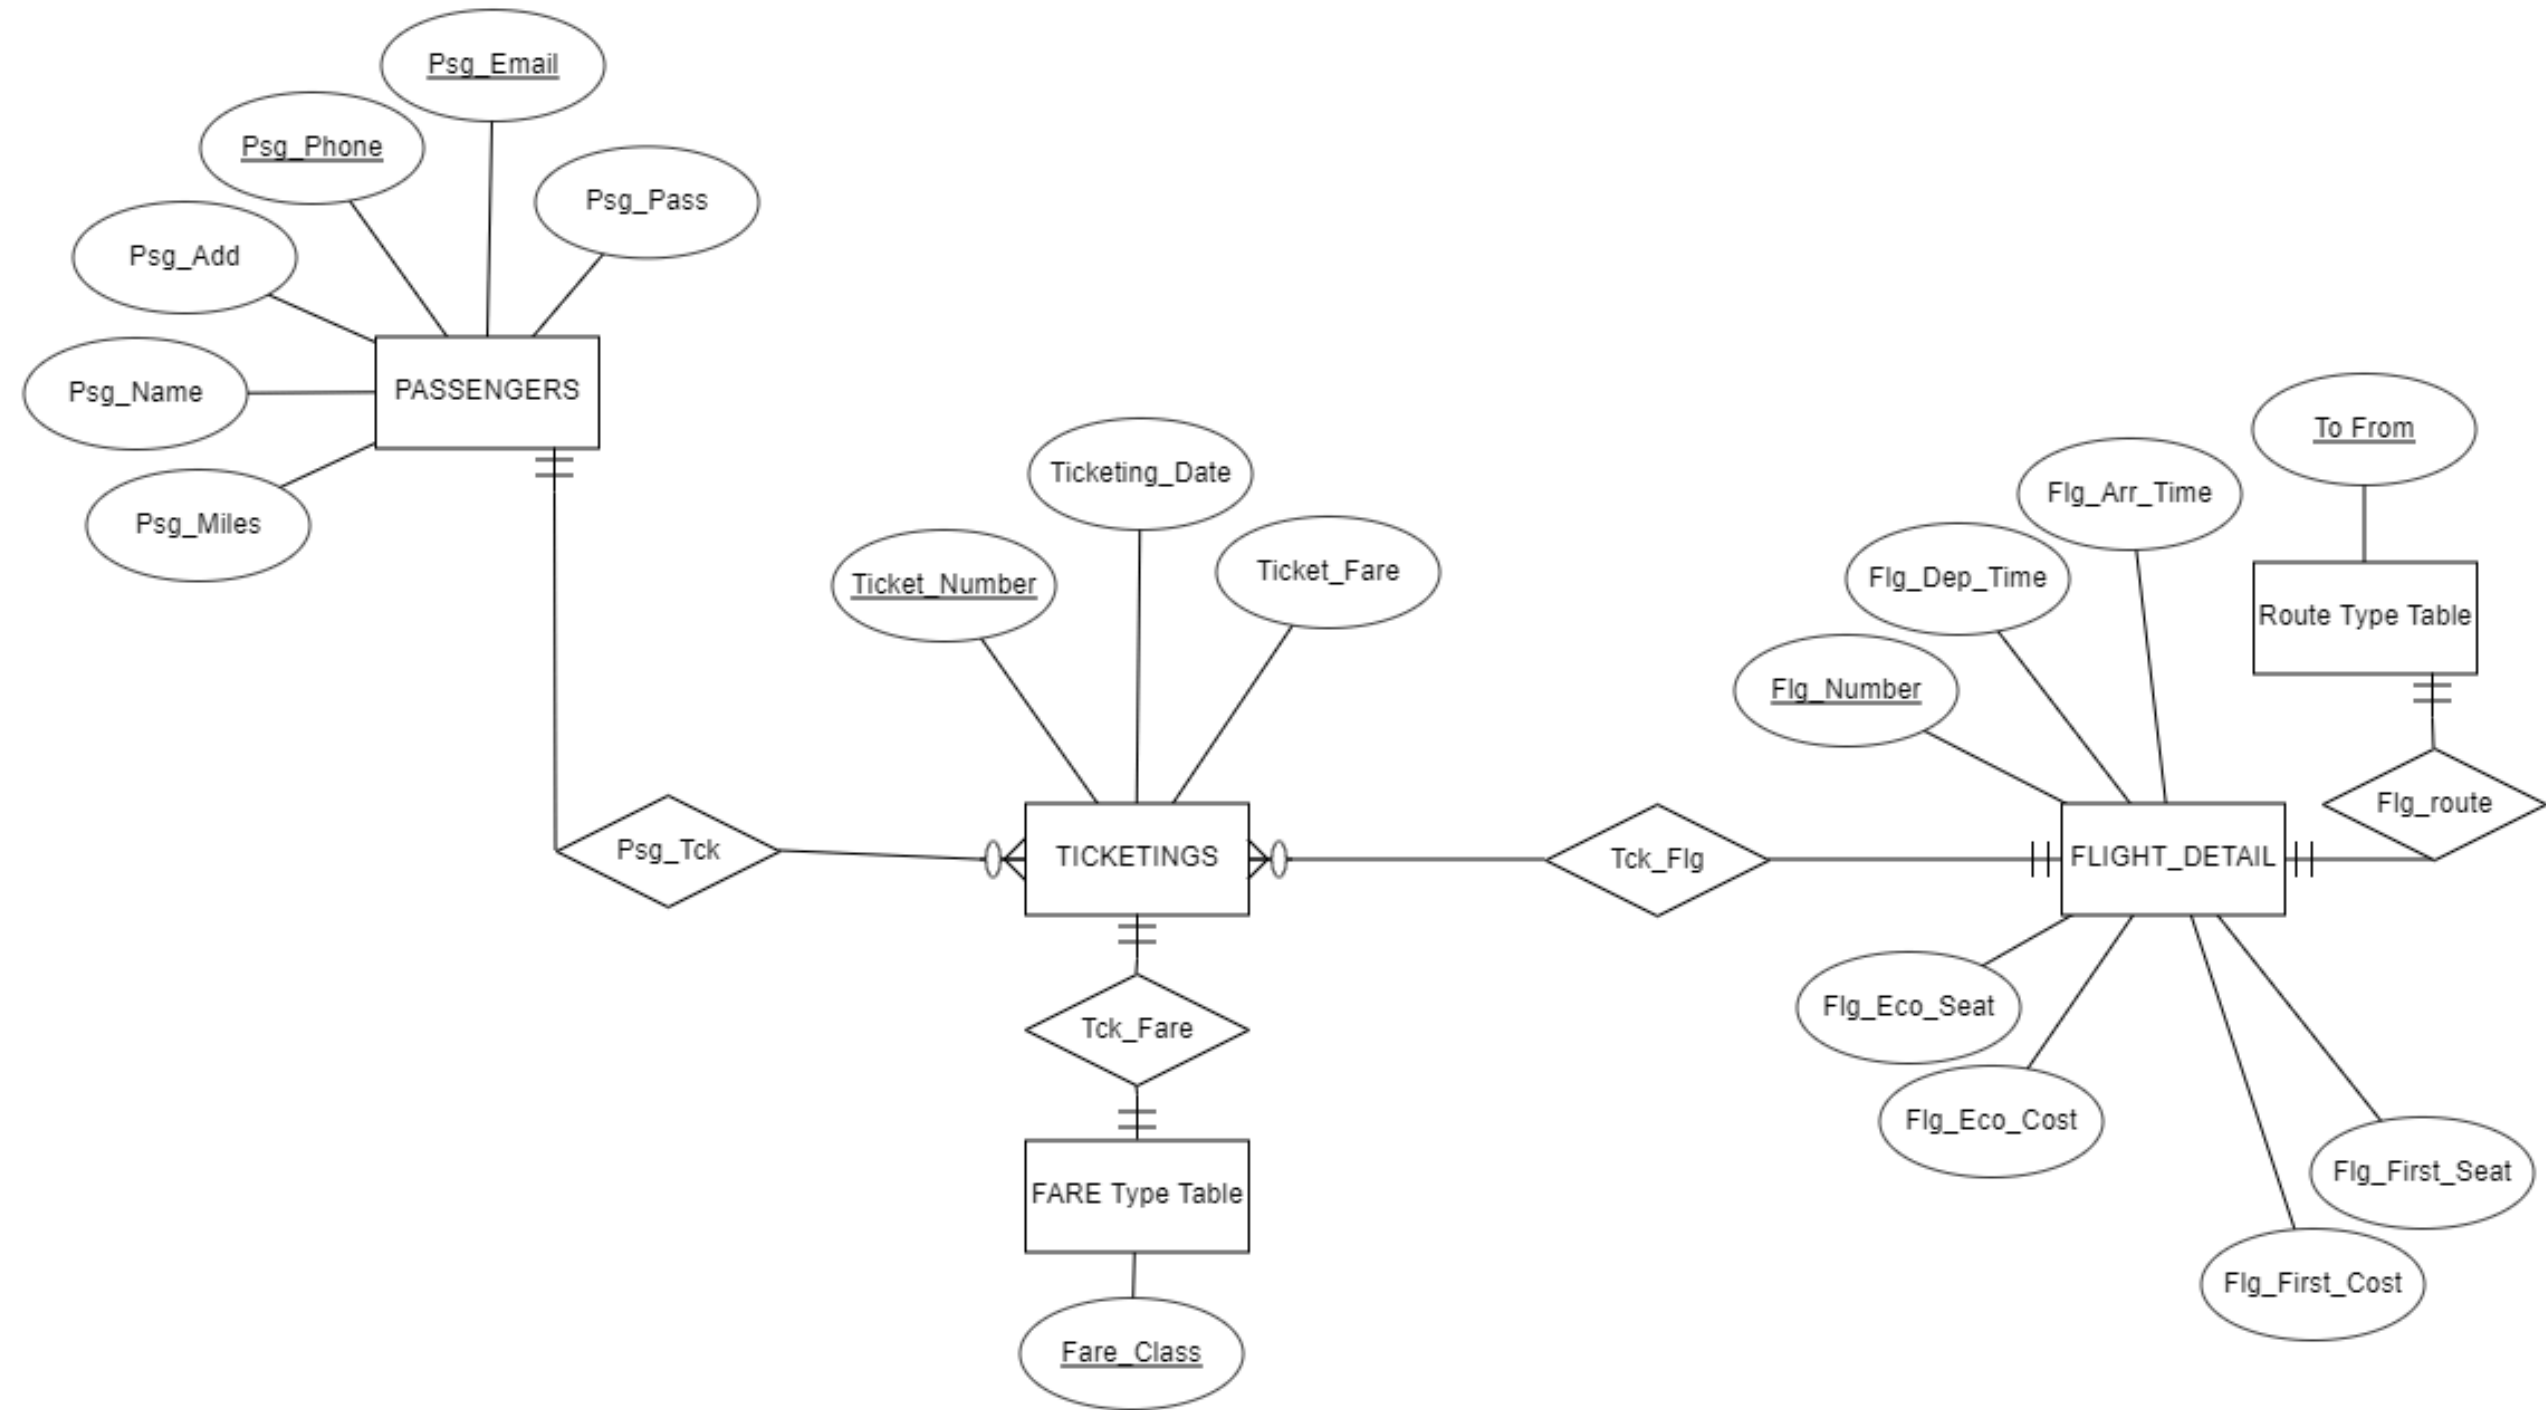 Psg_Email
Psg_Phone
Psg_Pass
Psg_Add
PASSENGERS
Psg_Name
Psg_Miles
Ticketing_Date
Ticket_Number
Ticket_Fare
To From
Flg_Arr_Time
Flg_Dep_Time
Route Type Table
Flg_Number
Flg_route
Psg_Tck
TICKETINGS
Tck_Flg
FLIGHT_DETAIL
Flg_Eco_Seat
Tck_Fare
Flg_Eco_Cost
Flg_First_Seat
FARE Type Table
Flg_First_Cost
Fare_Class